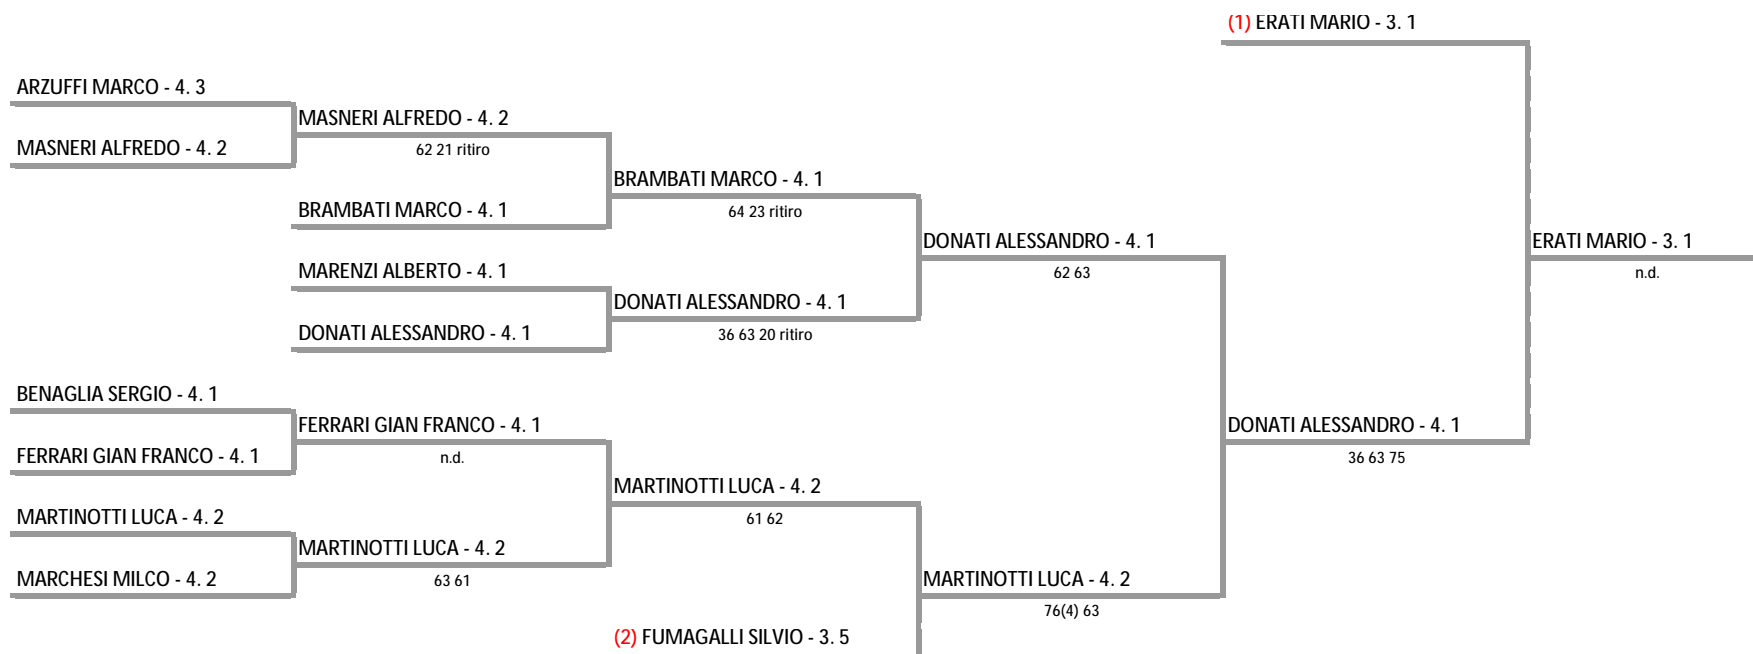 (1) ERATI MARIO - 3. 1
ARZUFFI MARCO - 4. 3
MASNERI ALFREDO - 4. 2
MASNERI ALFREDO - 4. 2
62 21 ritiro
BRAMBATI MARCO - 4. 1
BRAMBATI MARCO - 4. 1
64 23 ritiro
DONATI ALESSANDRO - 4. 1
62 63
ERATI MARIO - 3. 1
n.d.
MARENZI ALBERTO - 4. 1
DONATI ALESSANDRO - 4. 1
36 63 20 ritiro
DONATI ALESSANDRO - 4. 1
BENAGLIA SERGIO - 4. 1
FERRARI GIAN FRANCO - 4. 1
n.d.
DONATI ALESSANDRO - 4. 1
36 63 75
FERRARI GIAN FRANCO - 4. 1
MARTINOTTI LUCA - 4. 2
61 62
MARTINOTTI LUCA - 4. 2
MARTINOTTI LUCA - 4. 2
63 61
MARCHESI MILCO - 4. 2
MARTINOTTI LUCA - 4. 2
76(4) 63
(2) FUMAGALLI SILVIO - 3. 5